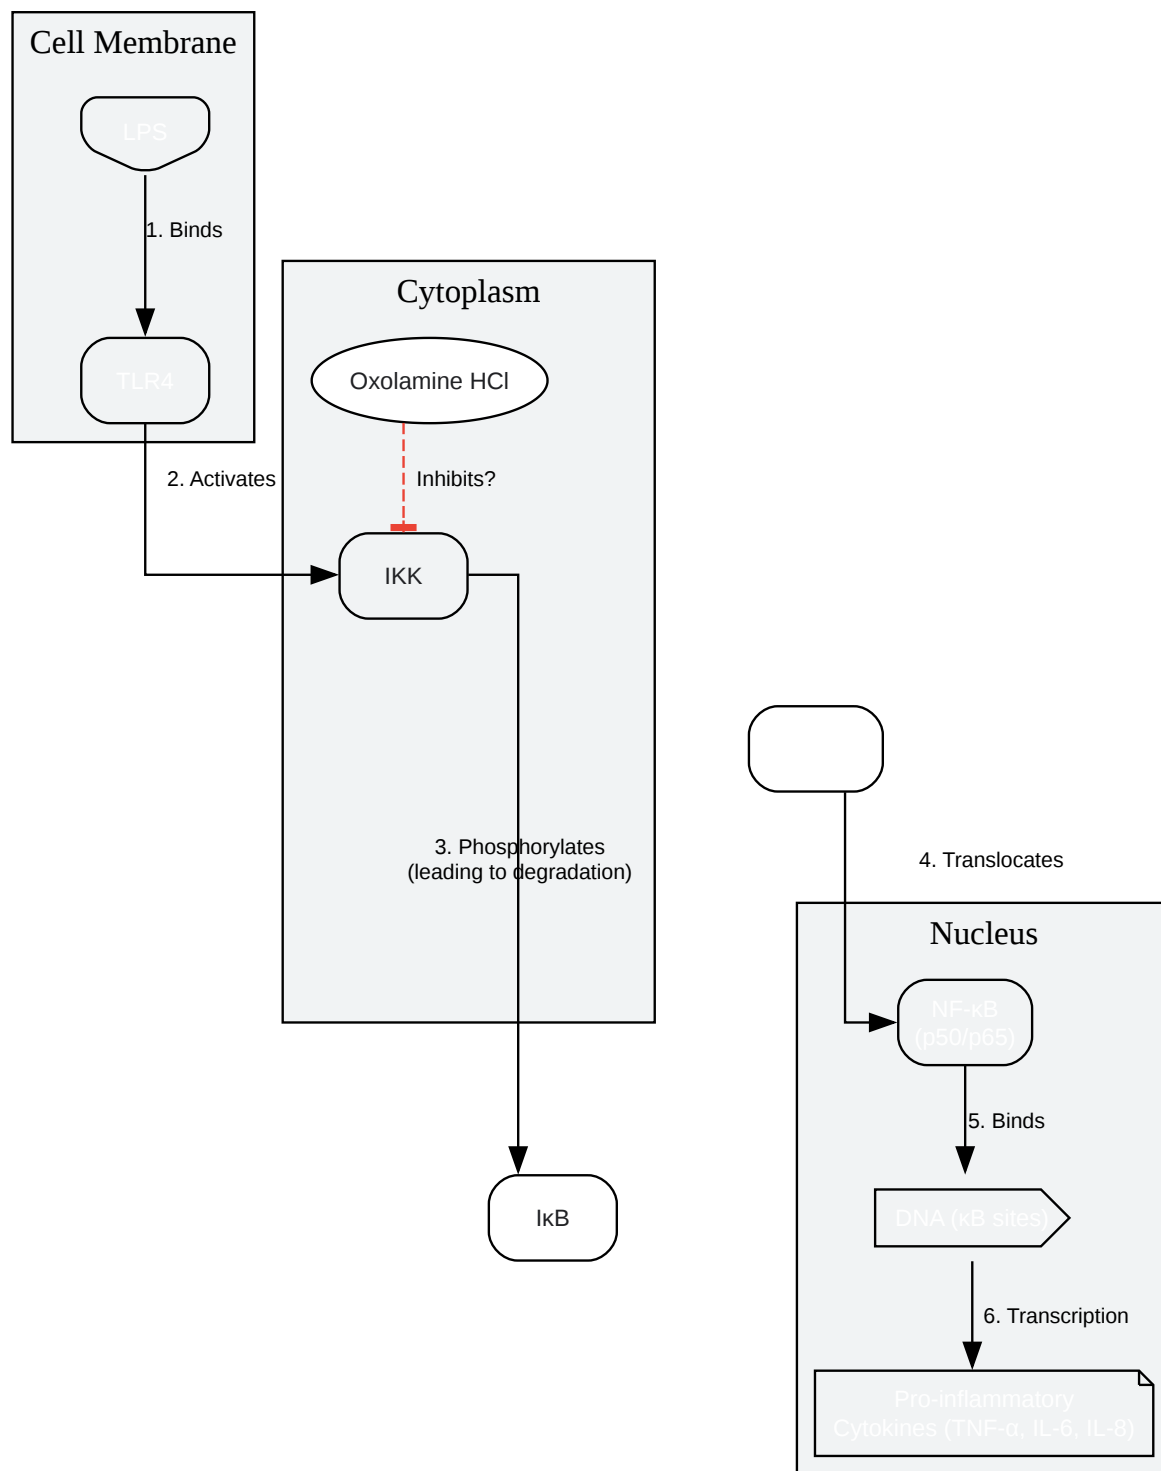 Cell Membrane
LPS
1. Binds
TLR4
2. Activates
Cytoplasm
Oxolamine HCl
Inhibits?
IKK
3. Phosphorylates
(leading to degradation)
IκB
4. Translocates
Nucleus
NF-κB
(p50/p65)
5. Binds
DNA (κB sites)
6. Transcription
Pro-inflammatory
Cytokines (TNF-α, IL-6, IL-8)